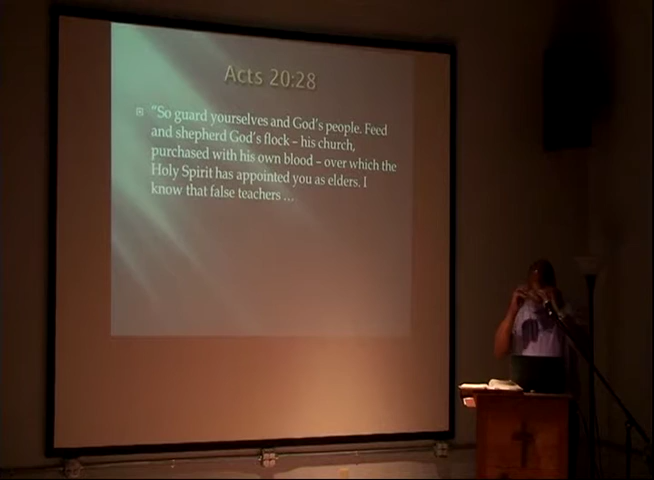 Acts 20:28
"So guard yourselves and God's people. Feed
and shepherd God's flock – his church,
purchased with his own blood – over which the
Holy Spirit has appointed you as elders. I
know that false teachers ...